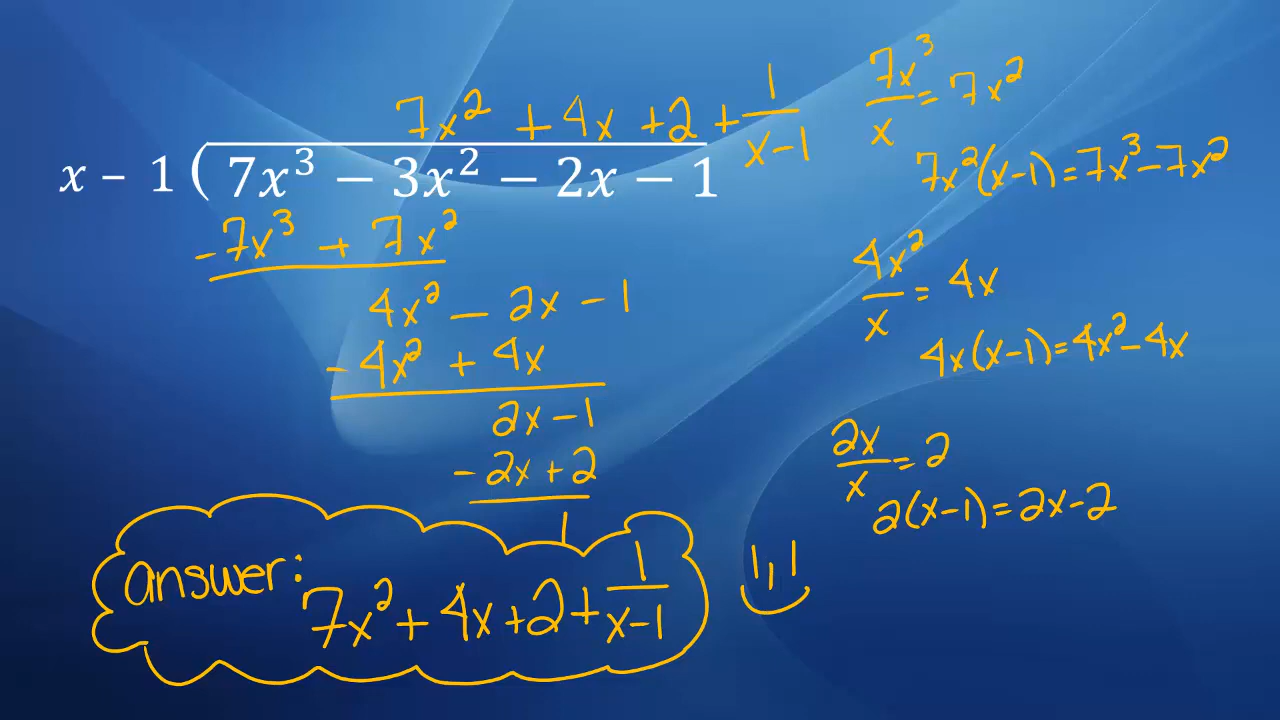 7x² + 4x + 2 + 1/(x-1)
x – 1 ( 7x³ − 3x² − 2x − 1
-7x³ + 7x²
4x² - 2x - 1
-4x² + 4x
2x - 1
-2x + 2
1
answer: 7x² + 4x + 2 + 1/(x-1)
7x³/x = 7x²
7x²(x-1) = 7x³ - 7x²
4x²/x = 4x
4x(x-1) = 4x² - 4x
2x/x = 2
2(x-1) = 2x - 2